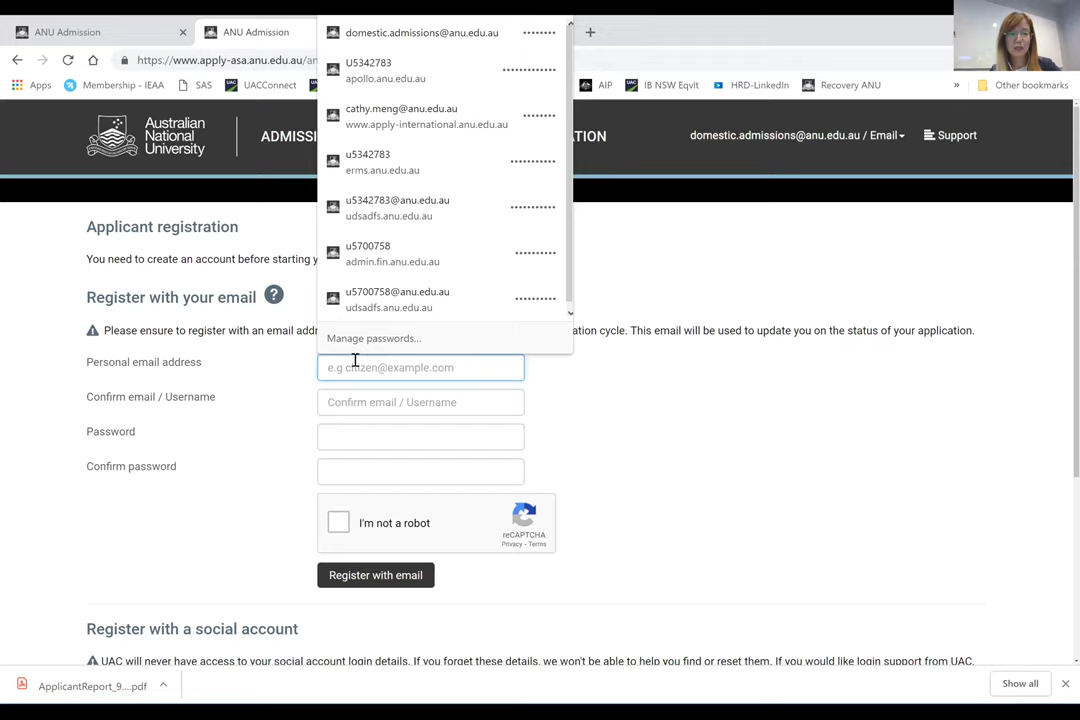 ANU Admission
ANU Admission
https://www.apply-asa.anu.edu.au/an
Apps
Membership - IEAA
SAS
UACConnect
AIP
IB NSW Eqvlt
HRD-LinkedIn
Recovery ANU
»
Other bookmarks
Australian
National
University
ADMISSI
TION
domestic.admissions@anu.edu.au / Email
Support
domestic.admissions@anu.edu.au ••••••••
U5342783
apollo.anu.edu.au ••••••••••••
cathy.meng@anu.edu.au
www.apply-international.anu.edu.au
u5342783
erms.anu.edu.au
u5342783@anu.edu.au
udsadfs.anu.edu.au
u5700758
admin.fin.anu.edu.au
u5700758@anu.edu.au
udsadfs.anu.edu.au
Manage passwords...
Applicant registration
You need to create an account before starting y
Register with your email ?
Please ensure to register with an email addr
ation cycle. This email will be used to update you on the status of your application.
Personal email address
e.g citizen@example.com
Confirm email / Username
Confirm email / Username
Password
Confirm password
I'm not a robot
reCAPTCHA
Privacy - Terms
Register with email
Register with a social account
UAC will never have access to your social account login details. If you forget these details, we won't be able to help you find or reset them. If you would like login support from UAC,
ApplicantReport_9....pdf
Show all